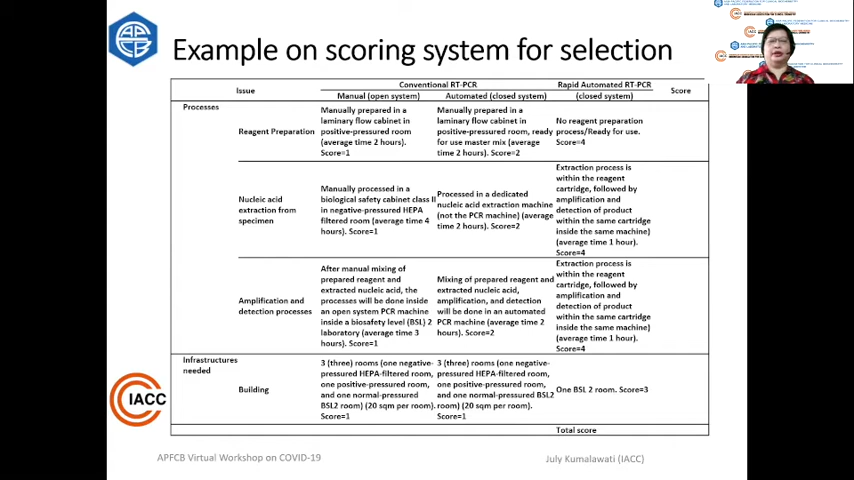 Example on scoring system for selection
Issue
Conventional RT-PCR
Rapid Automated RT-PCR
Score
Manual (open system)
Automated (closed system)
(closed system)
Processes
Reagent Preparation
Manually prepared in a
laminary flow cabinet in
positive-pressured room
(average time 2 hours).
Score=1
Manually prepared in a
laminary flow cabinet in
positive-pressured room, ready
for use master mix (average
time 2 hours). Score=2
No reagent preparation
process/Ready for use.
Score=4
Nucleic acid
extraction from
specimen
Manually processed in a
biological safety cabinet class II
in negative-pressured HEPA
filtered room (average time 4
hours). Score=1
Processed in a dedicated
nucleic acid extraction machine
(not the PCR machine) (average
time 2 hours). Score=2
Extraction process is
within the reagent
cartridge, followed by
amplification and
detection of product
within the same cartridge
inside the same machine)
(average time 1 hour).
Score=4
Amplification and
detection processes
After manual mixing of
prepared reagent and
extracted nucleic acid, the
processes will be done inside
an open system PCR machine
inside a biosafety level (BSL) 2
laboratory (average time 3
hours). Score=1
Mixing of prepared reagent and
extracted nucleic acid,
amplification, and detection
will be done in an automated
PCR machine (average time 2
hours). Score=2
Extraction process is
within the reagent
cartridge, followed by
amplification and
detection of product
within the same cartridge
inside the same machine)
(average time 1 hour).
Score=4
Infrastructures
needed
Building
3 (three) rooms (one negative-
pressured HEPA-filtered room,
one positive-pressured room,
and one normal-pressured
BSL2 room) (20 sqm per room).
Score=1
3 (three) rooms (one negative-
pressured HEPA-filtered room,
one positive-pressured room,
and one normal-pressured BSL2
room) (20 sqm per room).
Score=1
One BSL 2 room. Score=3
Total score
IACC
APFCB Virtual Workshop on COVID-19
July Kumalawati (IACC)